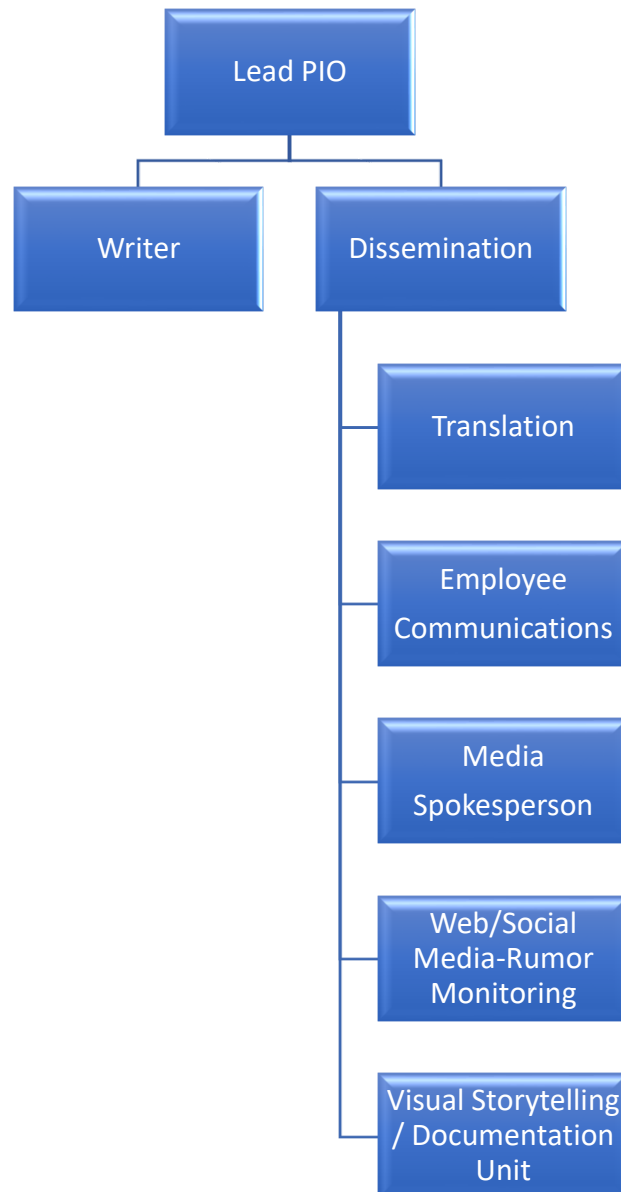 Lead PIO
Writer
Dissemination
Translation
Employee
Communications
Media
Spokesperson
Web/Social
Media-Rumor
Monitoring
Visual Storytelling
/ Documentation
Unit